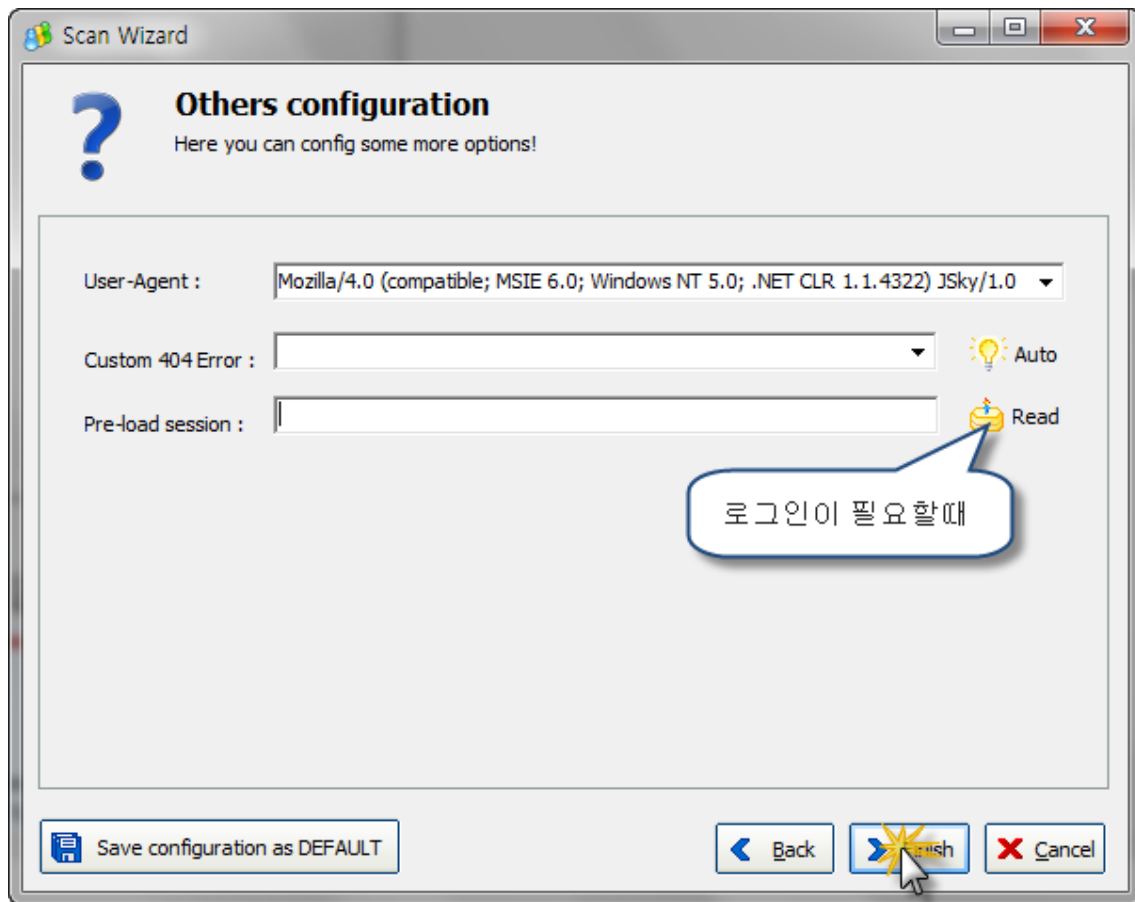 Scan Wizard
Others configuration
Here you can config some more options!
User-Agent :
Mozilla/4.0 (compatible; MSIE 6.0; Windows NT 5.0; .NET CLR 1.1.4322) JSky/1.0
Custom 404 Error :
Auto
Pre-load session :
Read
로그인이 필요할때
Save configuration as DEFAULT
Back
Finish
Cancel